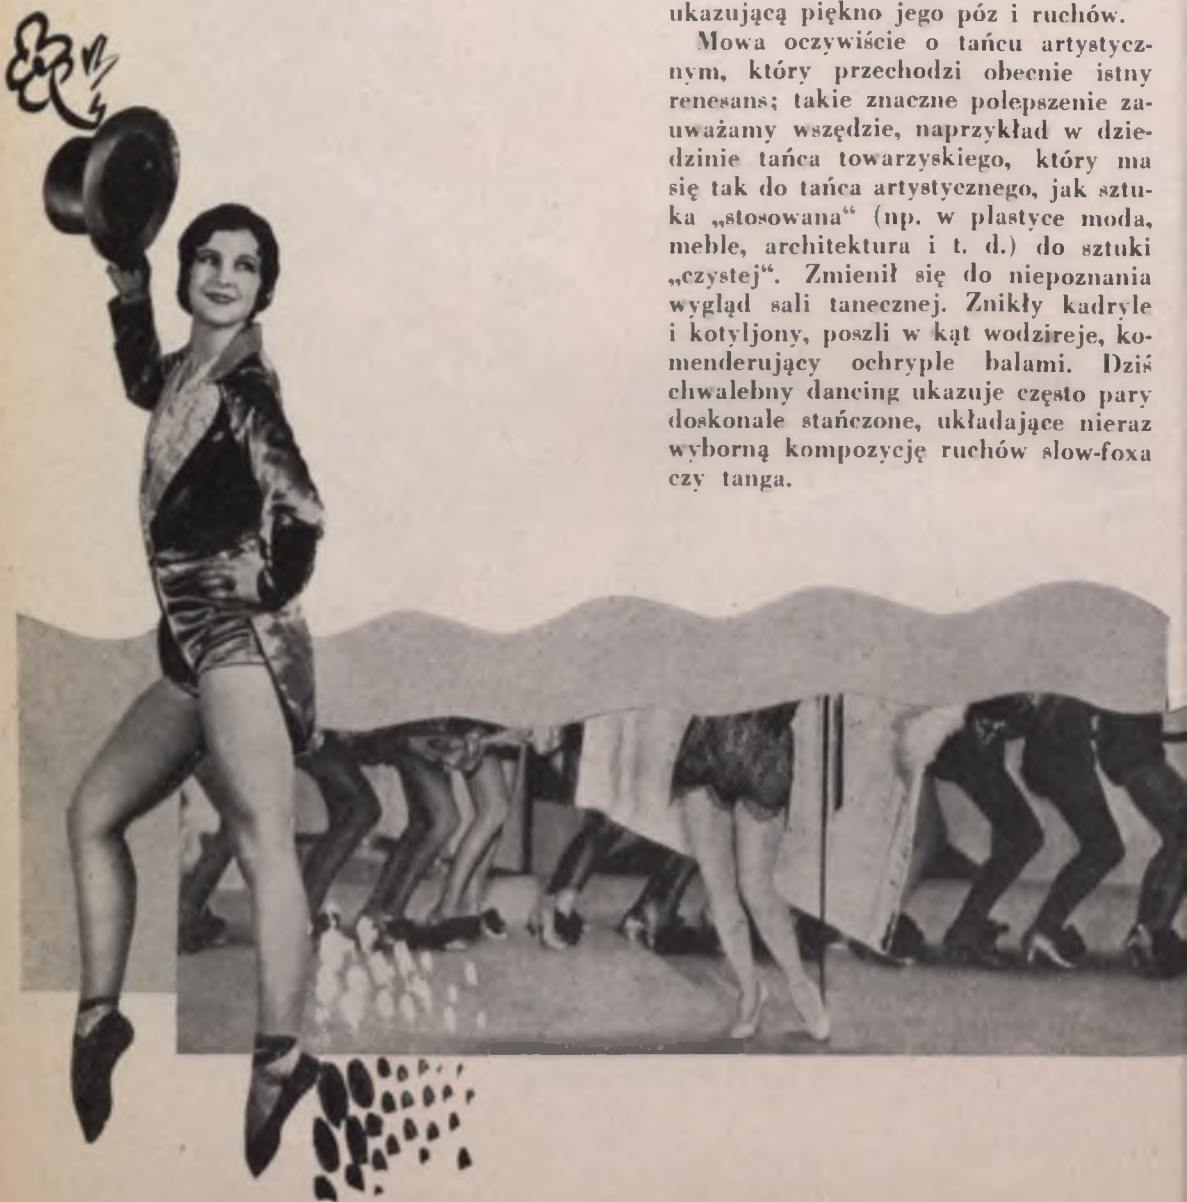 ukazującą piękno jego póz i ruchów.
Mowa oczywiście o tańcu artystycz-
nym, który przechodzi obecnie istny
renesans; takie znaczne polepszenie za-
uważamy wszędzie, naprzykład w dzie-
dzinie tańca towarzyskiego, który ma
się tak do tańca artystycznego, jak sztu-
ka „stosowana“ (np. w plastyce moda,
meble, architektura i t. d.) do sztuki
„czystej“. Zmienił się do niepoznania
wygląd sali tanecznej. Znikły kadryle
i kotyljony, poszli w kąt wodzireje, ko-
menderujący ochryple balami. Dziś
chwalebny dancing ukazuje często pary
doskonale stańczone, układające nieraz
wyborną kompozycję ruchów slow-foxa
czy tanga.